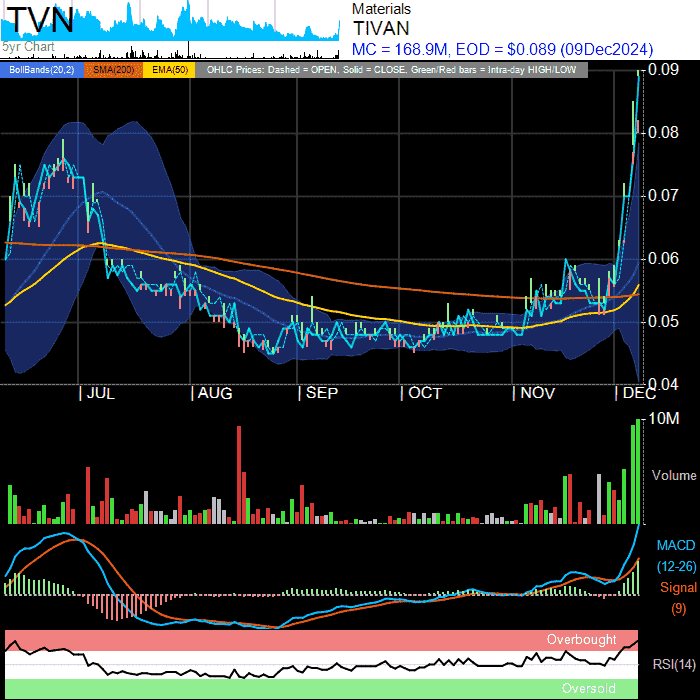 TVN
5yr Chart
Materials
TIVAN
MC = 168.9M, EOD = $0.089 (09Dec2024)
BollBands(20,2) SMA(200) EMA(50) OHLC Prices: Dashed = OPEN, Solid = CLOSE, Green/Red bars = Intra-day HIGH/LOW
0.09
0.08
0.07
0.06
0.05
0.04
| JUL | AUG | SEP | OCT | NOV | DEC
10M
Volume
MACD
(12-26)
Signal
(9)
Overbought
RSI(14)
Oversold